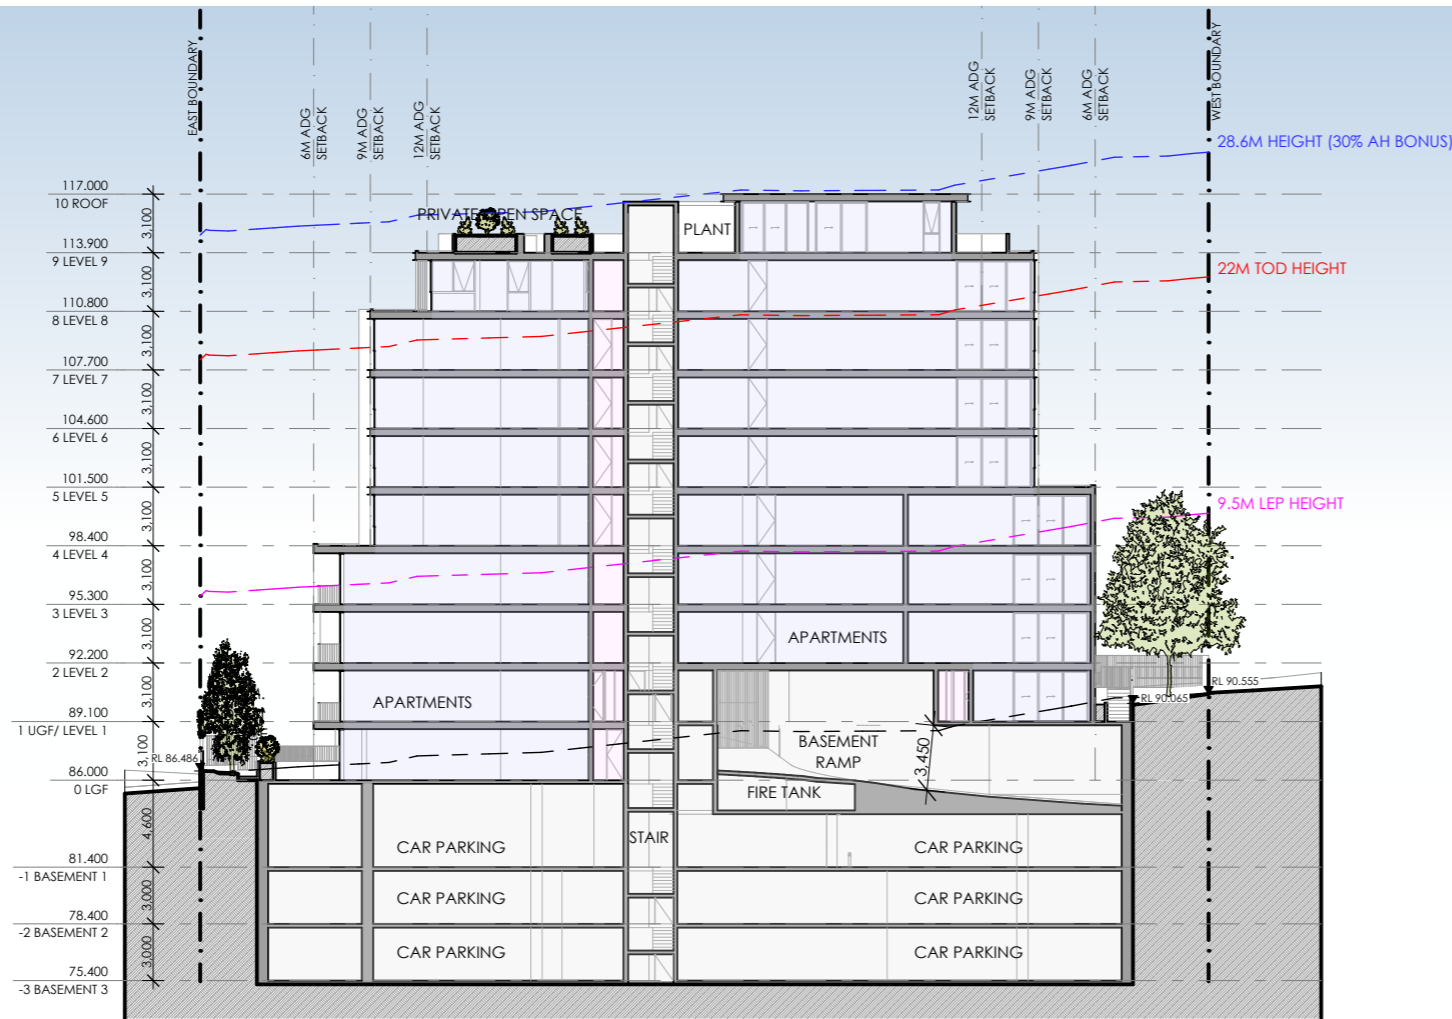 EAST BOUNDARY
6M ADG
SETBACK
9M ADG
SETBACK
12M ADG
SETBACK
12M ADG
SETBACK
9M ADG
SETBACK
6M ADG
SETBACK
WEST BOUNDARY
28.6M HEIGHT (30% AH BONUS)
22M TOD HEIGHT
9.5M LEP HEIGHT
117.000
10 ROOF
3,100
113.900
9 LEVEL 9
3,100
110.800
8 LEVEL 8
3,100
107.700
7 LEVEL 7
3,100
104.600
6 LEVEL 6
3,100
101.500
5 LEVEL 5
3,100
98.400
4 LEVEL 4
3,100
95.300
3 LEVEL 3
3,100
92.200
2 LEVEL 2
3,100
89.100
1 UGF/ LEVEL 1
3,100
86.000
0 LGF
4,600
81.400
-1 BASEMENT 1
3,000
78.400
-2 BASEMENT 2
3,000
75.400
-3 BASEMENT 3
PRIVATE OPEN SPACE
PLANT
APARTMENTS
APARTMENTS
RL 90.555
RL 90.065
RL 86.486
BASEMENT
RAMP
3,450
FIRE TANK
STAIR
CAR PARKING
CAR PARKING
CAR PARKING
CAR PARKING
CAR PARKING
CAR PARKING